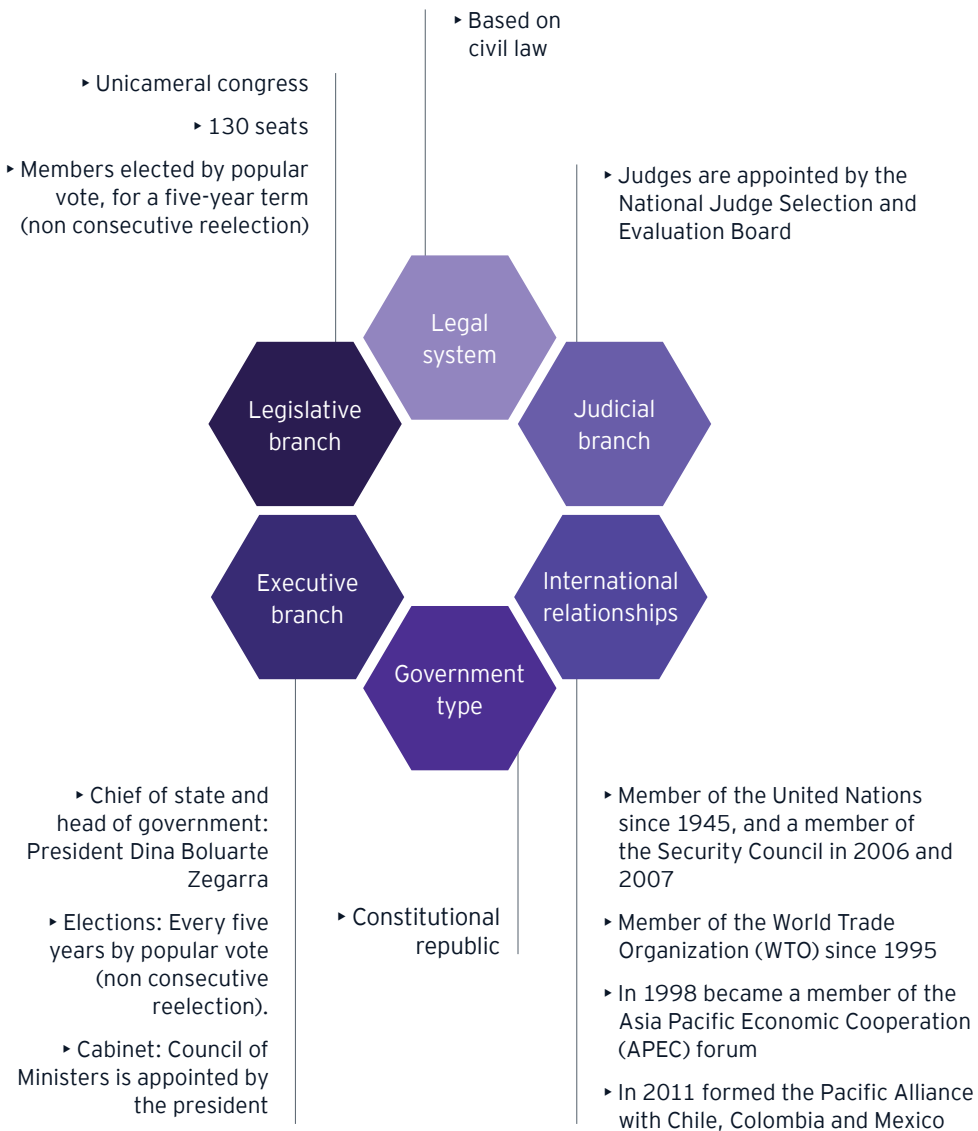 ▸ Based on
civil law
▸ Unicameral congress
▸ 130 seats
▸ Members elected by popular
vote, for a five-year term
(non consecutive reelection)
▸ Judges are appointed by the
National Judge Selection and
Evaluation Board
Legal
system
Legislative
branch
Judicial
branch
Executive
branch
International
relationships
Government
type
▸ Chief of state and
head of government:
President Dina Boluarte
Zegarra
▸ Elections: Every five
years by popular vote
(non consecutive
reelection).
▸ Cabinet: Council of
Ministers is appointed by
the president
▸ Constitutional
republic
▸ Member of the United Nations
since 1945, and a member of
the Security Council in 2006 and
2007
▸ Member of the World Trade
Organization (WTO) since 1995
▸ In 1998 became a member of the
Asia Pacific Economic Cooperation
(APEC) forum
▸ In 2011 formed the Pacific Alliance
with Chile, Colombia and Mexico